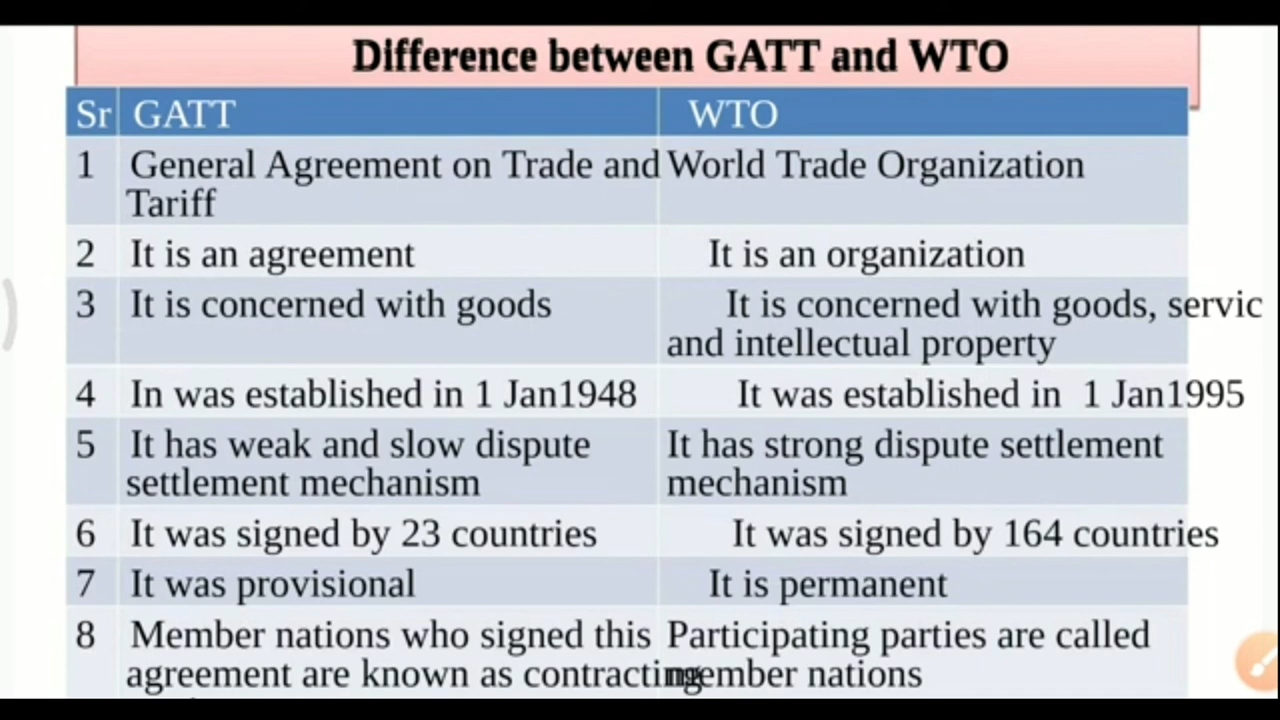 Difference between GATT and WTO
Sr GATT WTO
1 General Agreement on Trade and World Trade Organization
Tariff
2 It is an agreement It is an organization
3 It is concerned with goods It is concerned with goods, servic
and intellectual property
4 In was established in 1 Jan1948 It was established in 1 Jan1995
5 It has weak and slow dispute It has strong dispute settlement
settlement mechanism mechanism
6 It was signed by 23 countries It was signed by 164 countries
7 It was provisional It is permanent
8 Member nations who signed this Participating parties are called
agreement are known as contracting member nations